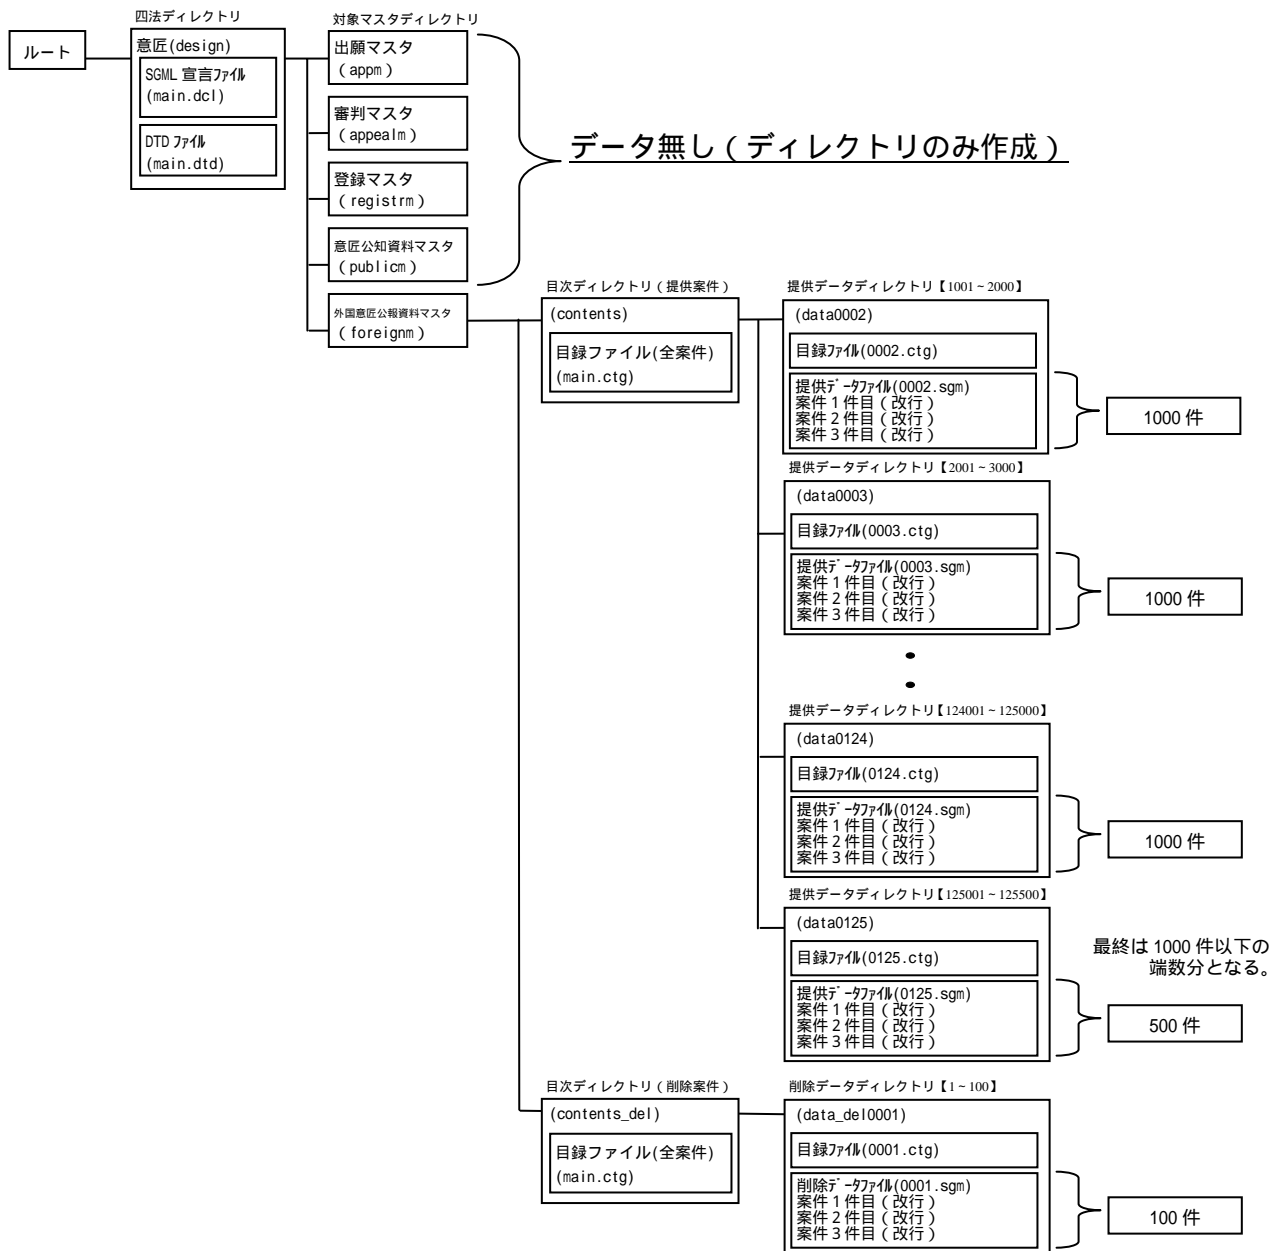 四法ディレクトリ
対象マスタディレクトリ
ルート
意匠(design)
SGML 宣言ﾌｧｲﾙ
(main.dcl)
DTD ﾌｧｲﾙ
(main.dtd)
出願マスタ
（appm）
審判マスタ
（appealm）
登録マスタ
（registrm）
意匠公知資料マスタ
（publicm）
外国意匠公報資料マスタ
（foreignm）
データ無し（ディレクトリのみ作成）
目次ディレクトリ（提供案件）
(contents)
目録ファイル(全案件)
(main.ctg)
提供データディレクトリ【1001～2000】
(data0002)
目録ﾌｧｲﾙ(0002.ctg)
提供ﾃﾞｰﾀﾌｧｲﾙ(0002.sgm)
案件１件目（改行）
案件２件目（改行）
案件３件目（改行）
1000 件
提供データディレクトリ【2001～3000】
(data0003)
目録ﾌｧｲﾙ(0003.ctg)
提供ﾃﾞｰﾀﾌｧｲﾙ(0003.sgm)
案件１件目（改行）
案件２件目（改行）
案件３件目（改行）
1000 件
提供データディレクトリ【124001～125000】
(data0124)
目録ﾌｧｲﾙ(0124.ctg)
提供ﾃﾞｰﾀﾌｧｲﾙ(0124.sgm)
案件１件目（改行）
案件２件目（改行）
案件３件目（改行）
1000 件
提供データディレクトリ【125001～125500】
(data0125)
目録ﾌｧｲﾙ(0125.ctg)
提供ﾃﾞｰﾀﾌｧｲﾙ(0125.sgm)
案件１件目（改行）
案件２件目（改行）
案件３件目（改行）
最終は 1000 件以下の
端数分となる。
500 件
目次ディレクトリ（削除案件）
(contents_del)
目録ファイル(全案件)
(main.ctg)
削除データディレクトリ【1～100】
(data_del0001)
目録ﾌｧｲﾙ(0001.ctg)
削除ﾃﾞｰﾀﾌｧｲﾙ(0001.sgm)
案件１件目（改行）
案件２件目（改行）
案件３件目（改行）
100 件